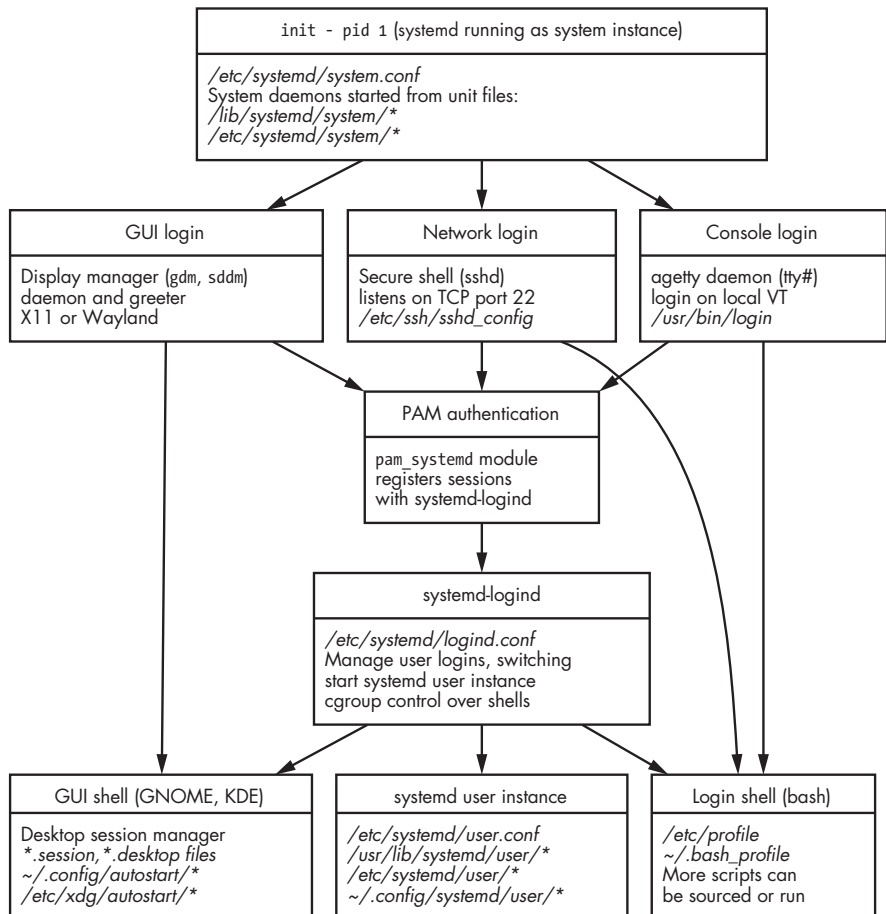 init - pid 1 (systemd running as system instance)
/etc/systemd/system.conf
System daemons started from unit files:
/lib/systemd/system/*
/etc/systemd/system/*
GUI login
Display manager (gdm, sddm)
daemon and greeter
X11 or Wayland
Network login
Secure shell (sshd)
listens on TCP port 22
/etc/ssh/sshd_config
Console login
agetty daemon (tty#)
login on local VT
/usr/bin/login
PAM authentication
pam_systemd module
registers sessions
with systemd-logind
systemd-logind
/etc/systemd/logind.conf
Manage user logins, switching
start systemd user instance
cgroup control over shells
GUI shell (GNOME, KDE)
Desktop session manager
*.session,*.desktop files
~/.config/autostart/*
/etc/xdg/autostart/*
systemd user instance
/etc/systemd/user.conf
/usr/lib/systemd/user/*
/etc/systemd/user/*
~/.config/systemd/user/*
Login shell (bash)
/etc/profile
~/.bash_profile
More scripts can
be sourced or run